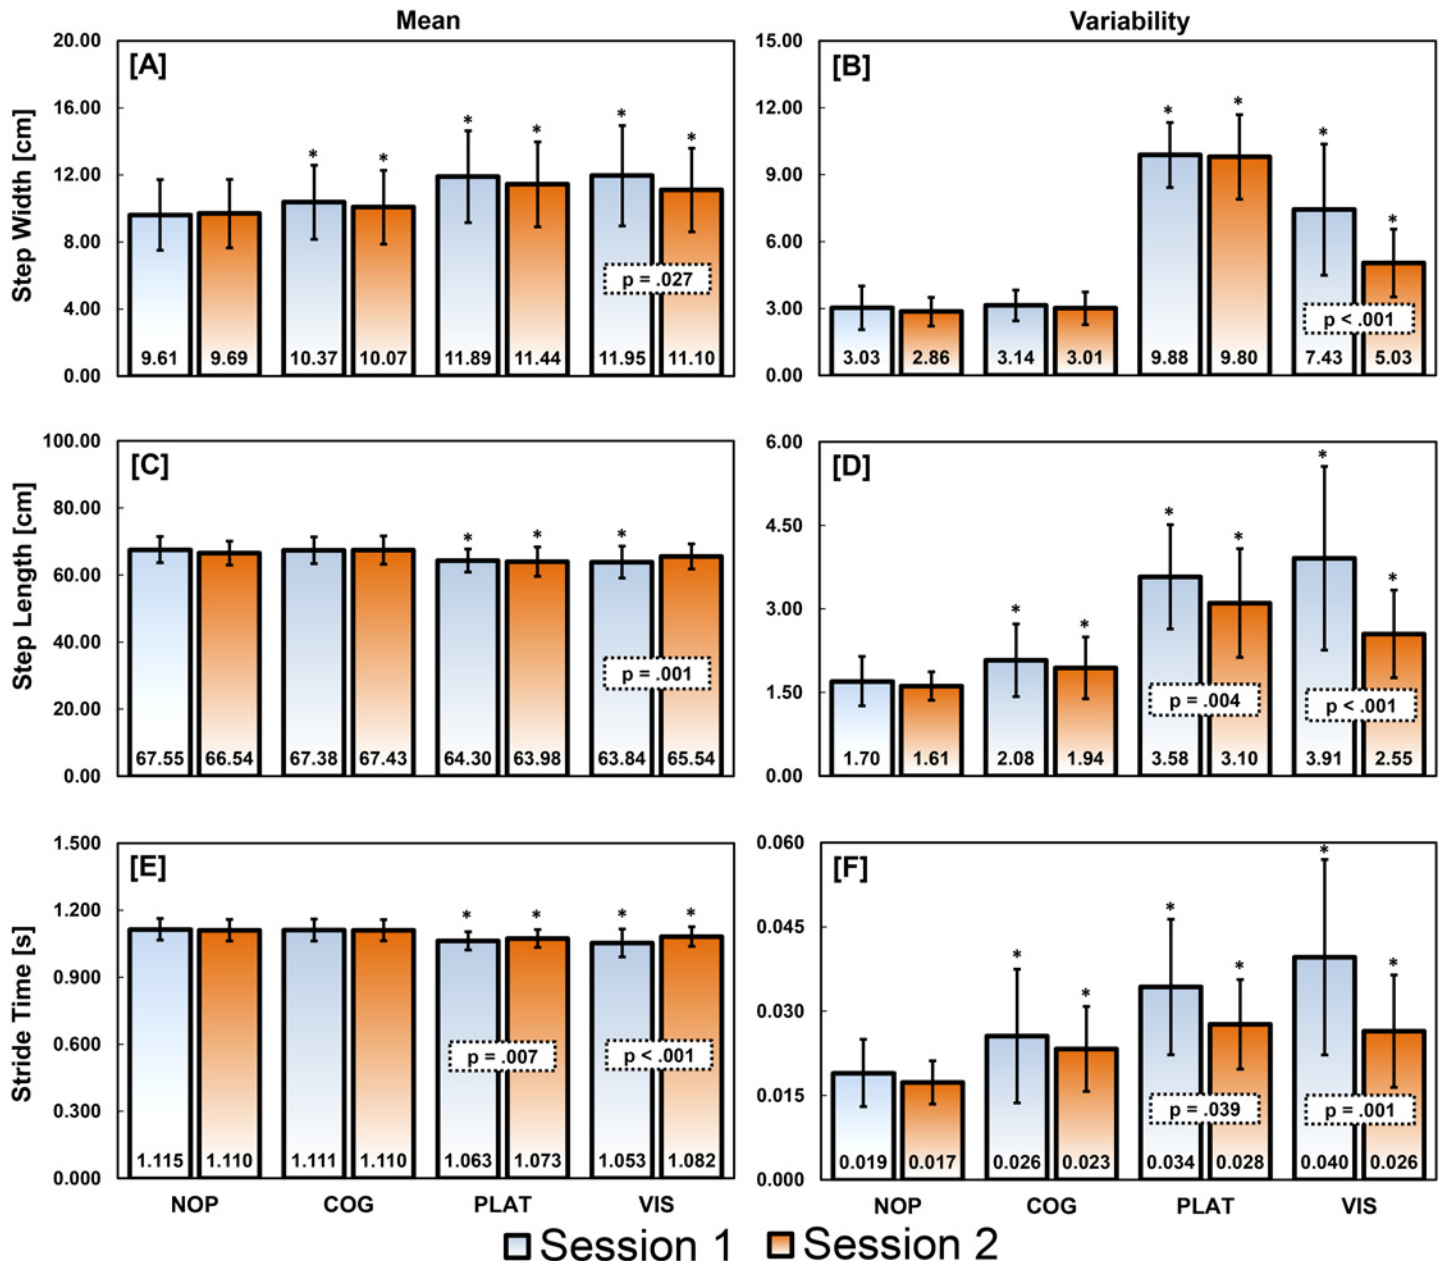 Mean Variability
[A]
Step Width [cm]
20.00
16.00
12.00
8.00
4.00
0.00
* * * * * *
p = .027
9.61 9.69 10.37 10.07 11.89 11.44 11.95 11.10
[B]
15.00
12.00
9.00
6.00
3.00
0.00
* * * *
p < .001
3.03 2.86 3.14 3.01 9.88 9.80 7.43 5.03
[C]
Step Length [cm]
100.00
80.00
60.00
40.00
20.00
0.00
* * *
p = .001
67.55 66.54 67.38 67.43 64.30 63.98 63.84 65.54
[D]
6.00
4.50
3.00
1.50
0.00
* * * * * *
p = .004 p < .001
1.70 1.61 2.08 1.94 3.58 3.10 3.91 2.55
[E]
Stride Time [s]
1.500
1.200
0.900
0.600
0.300
0.000
* * * *
p = .007 p < .001
1.115 1.110 1.111 1.110 1.063 1.073 1.053 1.082
NOP COG PLAT VIS
[F]
0.060
0.045
0.030
0.015
0.000
* * * * * *
p = .039 p = .001
0.019 0.017 0.026 0.023 0.034 0.028 0.040 0.026
NOP COG PLAT VIS
Session 1 Session 2